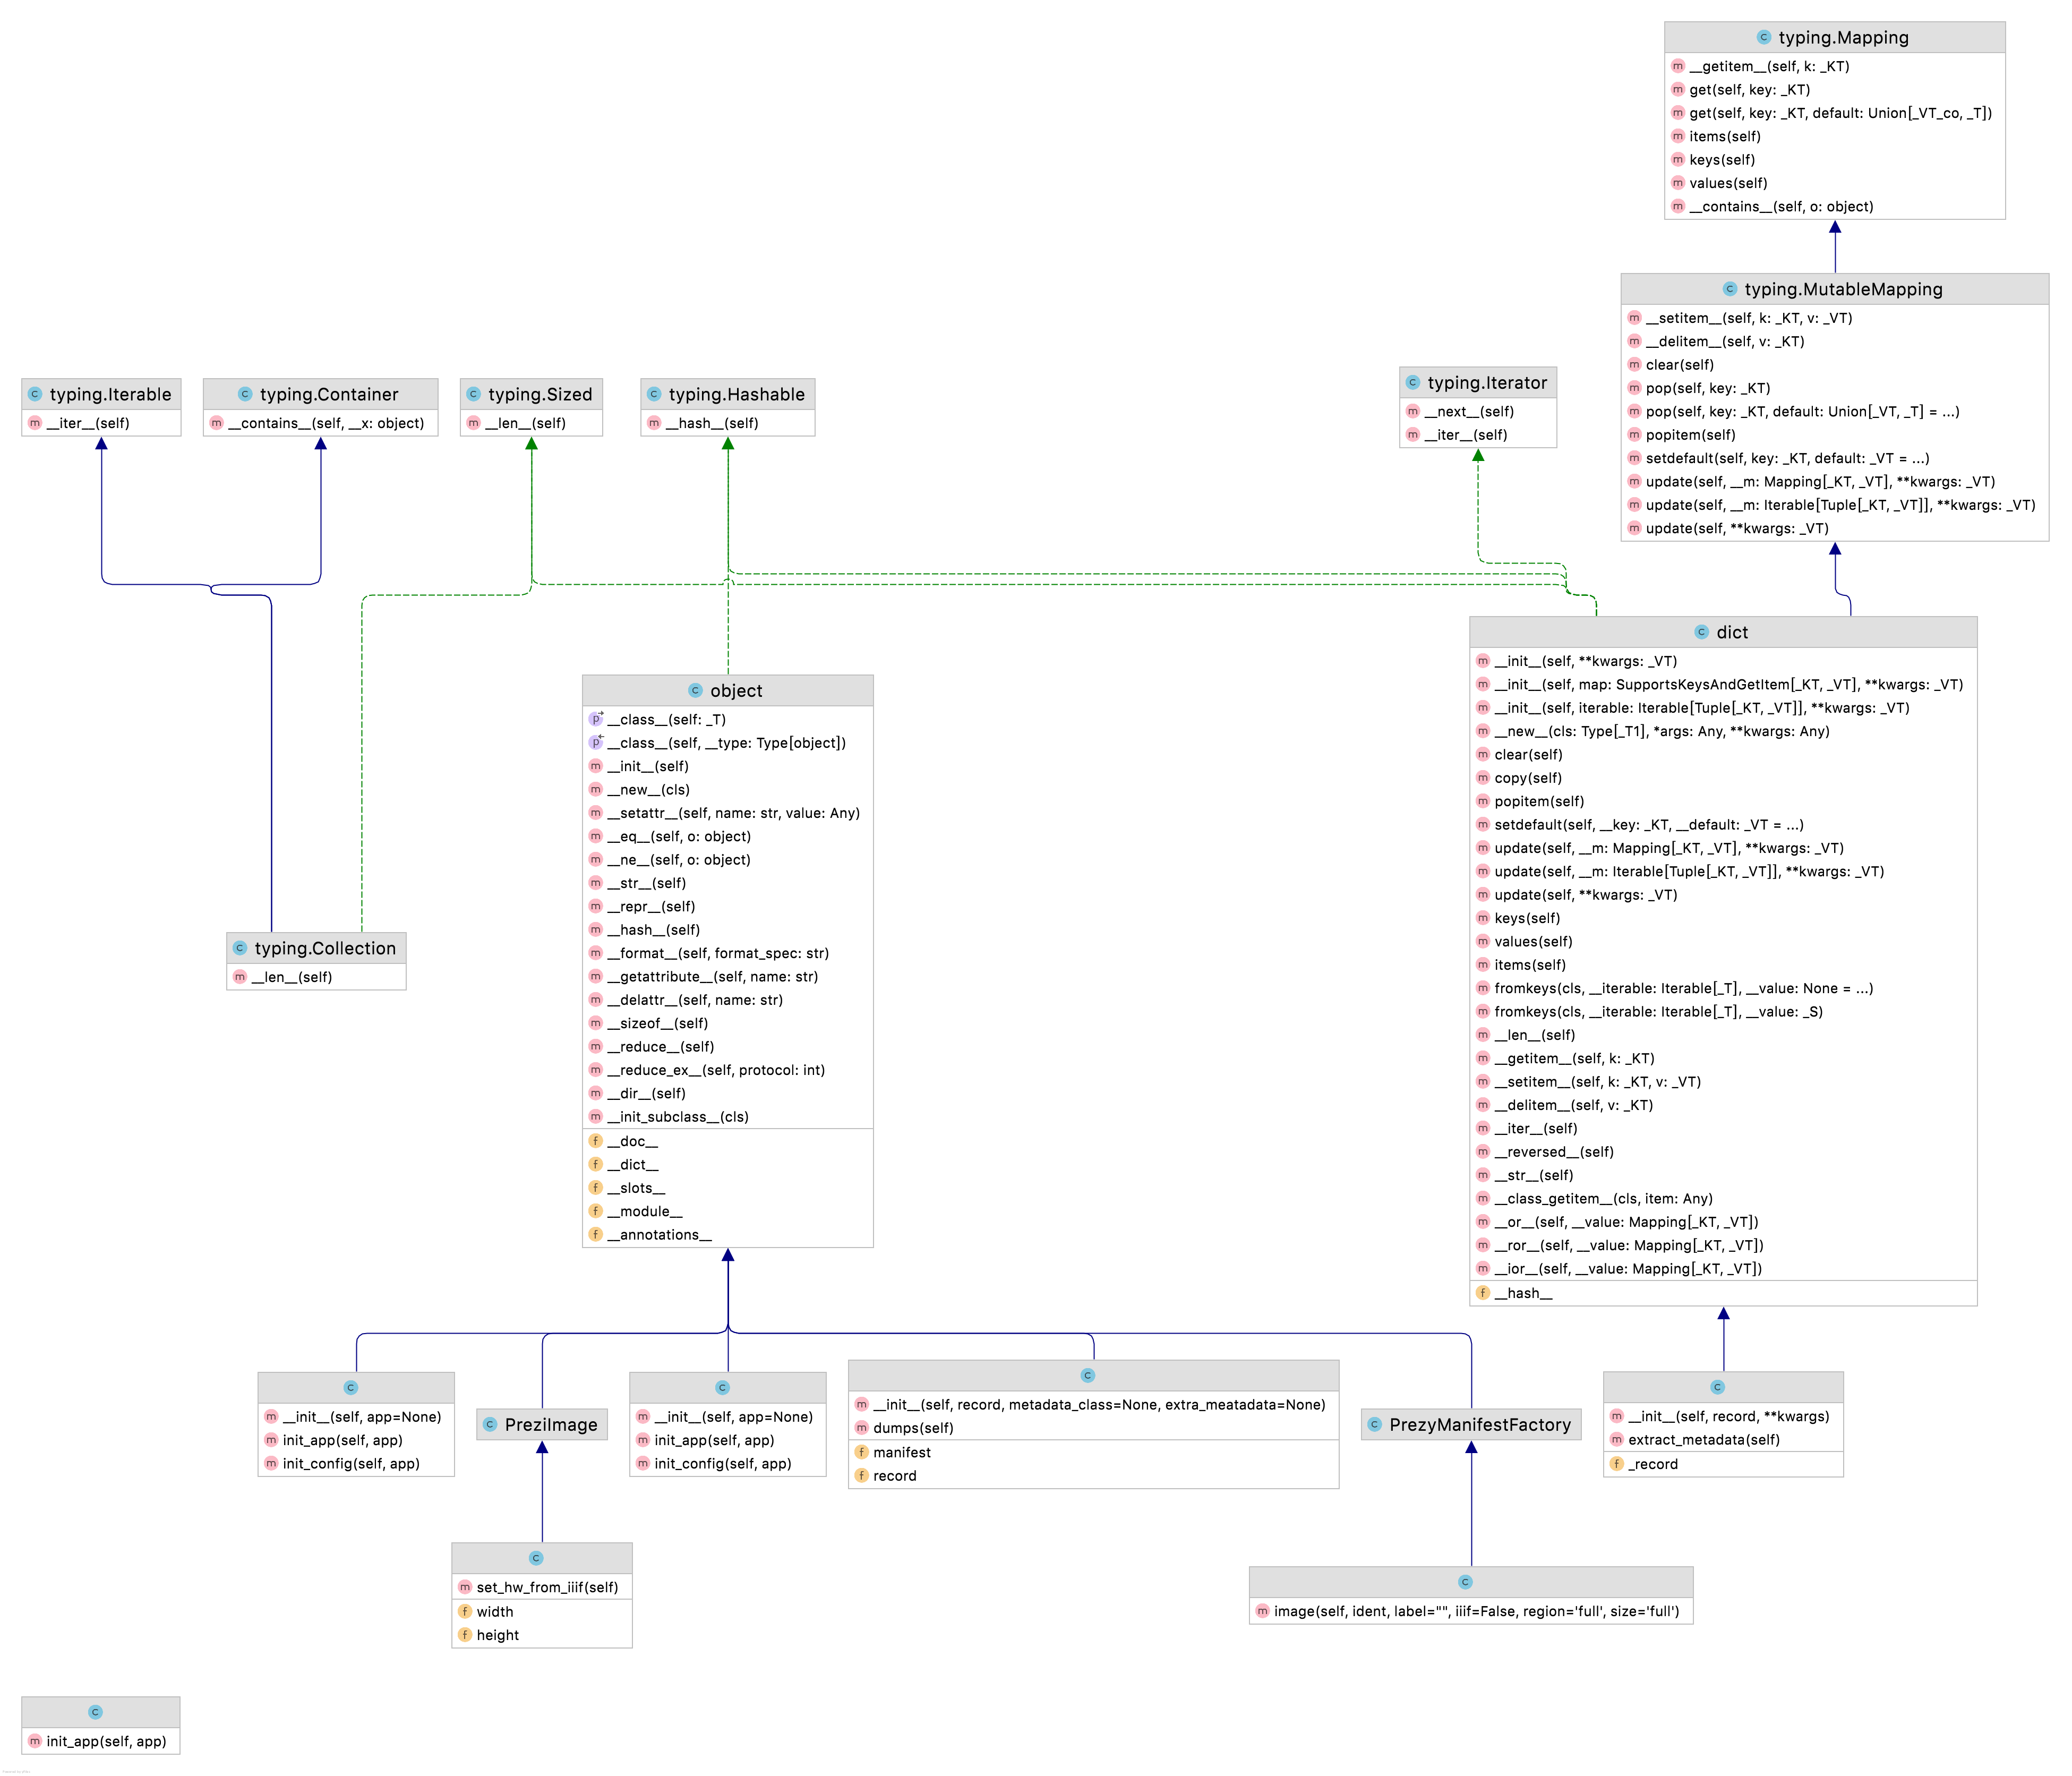 typing.Mapping
__getitem__(self, k: _KT)
get(self, key: _KT)
get(self, key: _KT, default: Union[_VT_co, _T])
items(self)
keys(self)
values(self)
__contains__(self, o: object)
typing.MutableMapping
__setitem__(self, k: _KT, v: _VT)
__delitem__(self, v: _KT)
clear(self)
pop(self, key: _KT)
pop(self, key: _KT, default: Union[_VT, _T] = ...)
popitem(self)
setdefault(self, key: _KT, default: _VT = ...)
update(self, __m: Mapping[_KT, _VT], **kwargs: _VT)
update(self, __m: Iterable[Tuple[_KT, _VT]], **kwargs: _VT)
update(self, **kwargs: _VT)
typing.Iterable
__iter__(self)
typing.Container
__contains__(self, __x: object)
typing.Sized
__len__(self)
typing.Hashable
__hash__(self)
typing.Iterator
__next__(self)
__iter__(self)
dict
__init__(self, **kwargs: _VT)
__init__(self, map: SupportsKeysAndGetItem[_KT, _VT], **kwargs: _VT)
__init__(self, iterable: Iterable[Tuple[_KT, _VT]], **kwargs: _VT)
__new__(cls: Type[_T1], *args: Any, **kwargs: Any)
clear(self)
copy(self)
popitem(self)
setdefault(self, __key: _KT, __default: _VT = ...)
update(self, __m: Mapping[_KT, _VT], **kwargs: _VT)
update(self, __m: Iterable[Tuple[_KT, _VT]], **kwargs: _VT)
update(self, **kwargs: _VT)
keys(self)
values(self)
items(self)
fromkeys(cls, __iterable: Iterable[_T], __value: None = ...)
fromkeys(cls, __iterable: Iterable[_T], __value: _S)
__len__(self)
__getitem__(self, k: _KT)
__setitem__(self, k: _KT, v: _VT)
__delitem__(self, v: _KT)
__iter__(self)
__reversed__(self)
__str__(self)
__class_getitem__(cls, item: Any)
__or__(self, __value: Mapping[_KT, _VT])
__ror__(self, __value: Mapping[_KT, _VT])
__ior__(self, __value: Mapping[_KT, _VT])
__hash__
object
__class__(self: _T)
__class__(self, __type: Type[object])
__init__(self)
__new__(cls)
__setattr__(self, name: str, value: Any)
__eq__(self, o: object)
__ne__(self, o: object)
__str__(self)
__repr__(self)
__hash__(self)
__format__(self, format_spec: str)
__getattribute__(self, name: str)
__delattr__(self, name: str)
__sizeof__(self)
__reduce__(self)
__reduce_ex__(self, protocol: int)
__dir__(self)
__init_subclass__(cls)
__doc__
__dict__
__slots__
__module__
__annotations__
typing.Collection
__len__(self)
__init__(self, app=None)
init_app(self, app)
init_config(self, app)
PreziImage
__init__(self, app=None)
init_app(self, app)
init_config(self, app)
__init__(self, record, metadata_class=None, extra_meatadata=None)
dumps(self)
manifest
record
PrezyManifestFactory
__init__(self, record, **kwargs)
extract_metadata(self)
_record
set_hw_from_iiif(self)
width
height
image(self, ident, label="", iiif=False, region='full', size='full')
init_app(self, app)